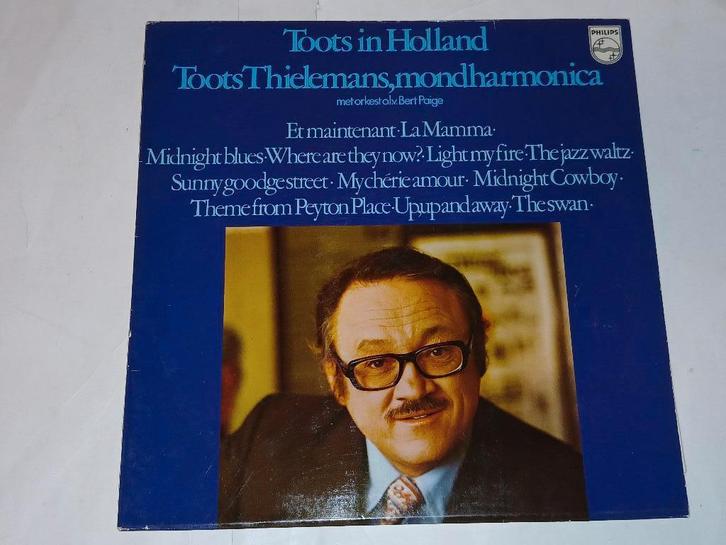 Toots in Holland
PHILIPS
Toots Thielemans, mondharmonica
met orkest o.l.v. Bert Paige
Et maintenant · La Mamma ·
Midnight blues · Where are they now? · Light my fire · The jazz waltz ·
Sunny goodge street · My chérie amour · Midnight Cowboy ·
Theme from Peyton Place · Up, up and away · The swan ·